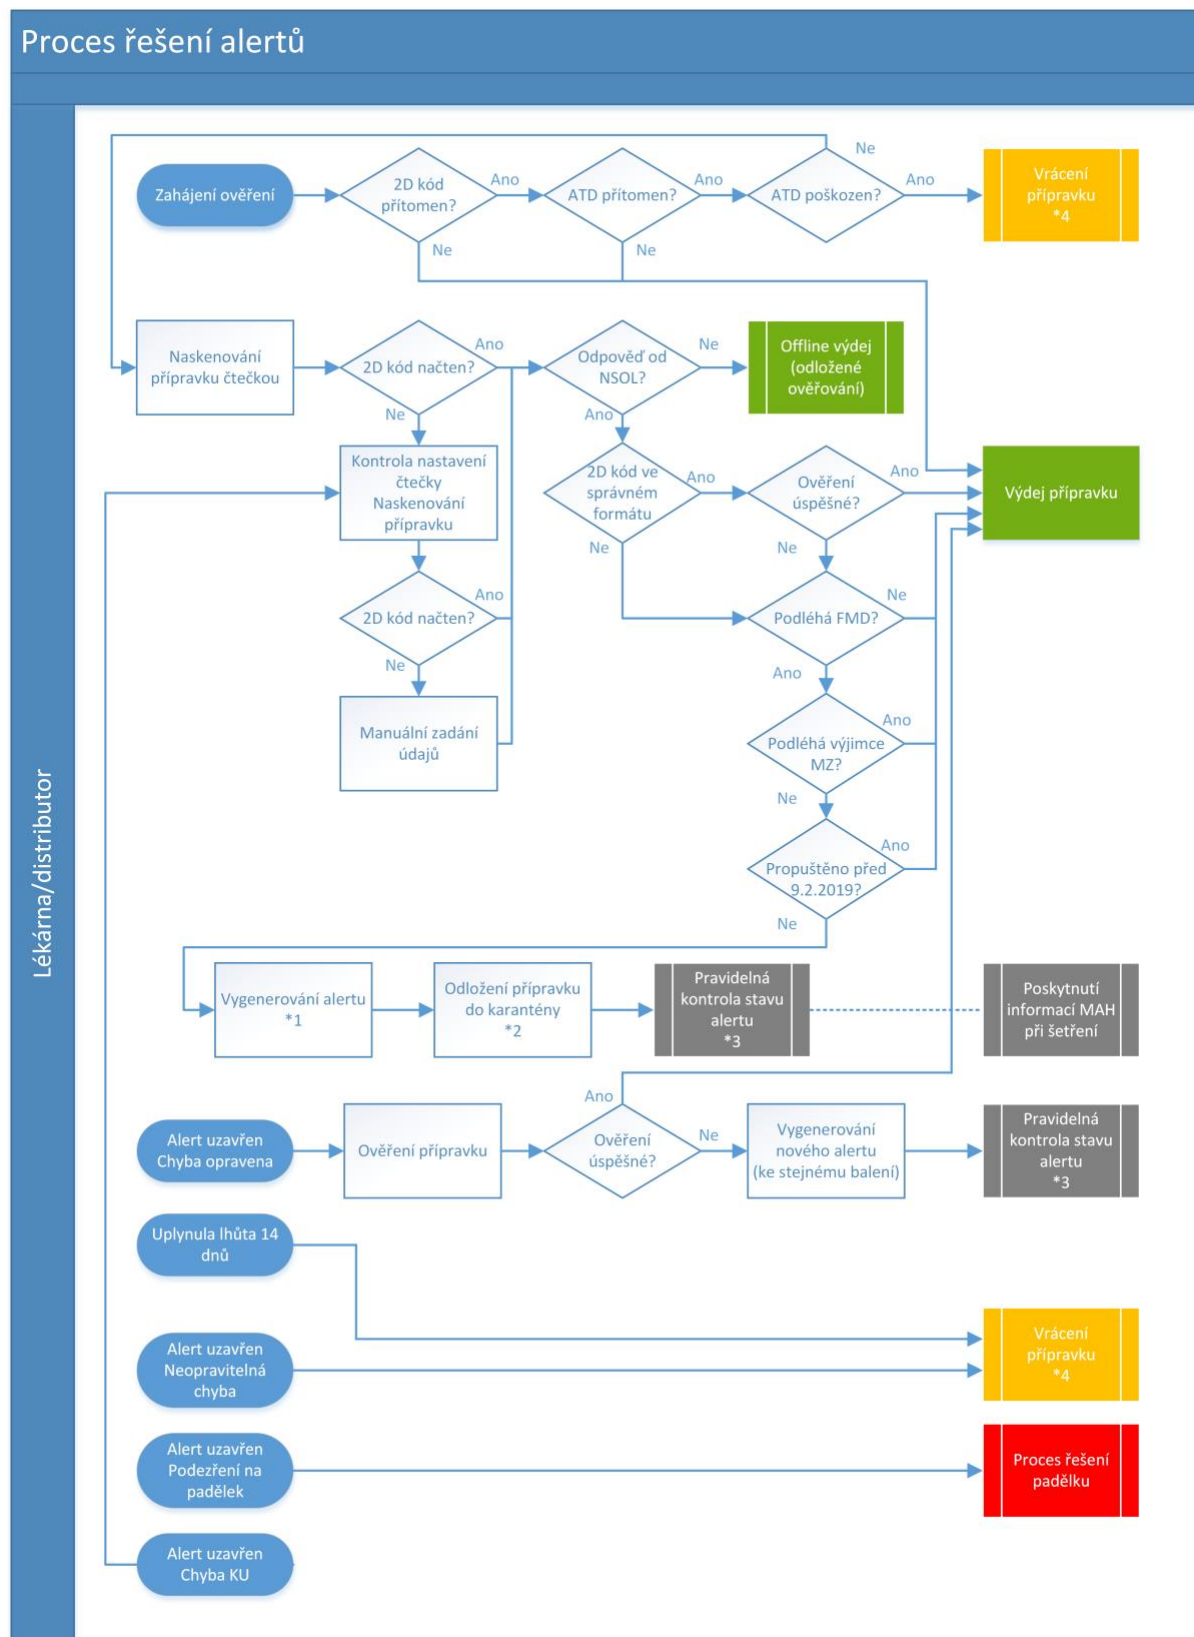 Proces řešení alertů
Lékárna/distributor
Zahájení ověření
2D kód
přítomen?
Ano
Ne
ATD přítomen?
Ano
Ne
ATD poškozen?
Ne
Ano
Vrácení
přípravku
*4
Naskenování
přípravku čtečkou
2D kód načten?
Ano
Ne
Odpověď od
NSOL?
Ne
Ano
Offline výdej
(odložené
ověřování)
Kontrola nastavení
čtečky
Naskenování
přípravku
2D kód ve
správném
formátu
Ano
Ne
Ověření
úspěšné?
Ano
Ne
Výdej přípravku
2D kód načten?
Ano
Ne
Podléhá FMD?
Ne
Ano
Manuální zadání
údajů
Podléhá výjimce
MZ?
Ano
Ne
Propuštěno před
9.2.2019?
Ano
Ne
Vygenerování alertu
*1
Odložení přípravku
do karantény
*2
Pravidelná
kontrola stavu
alertu
*3
Poskytnutí
informací MAH
při šetření
Alert uzavřen
Chyba opravena
Ověření přípravku
Ano
Ověření
úspěšné?
Ne
Vygenerování
nového alertu
(ke stejnému balení)
Pravidelná
kontrola stavu
alertu
*3
Uplynula lhůta 14
dnů
Alert uzavřen
Neopravitelná
chyba
Vrácení
přípravku
*4
Alert uzavřen
Podezření na
padělek
Proces řešení
padělku
Alert uzavřen
Chyba KU